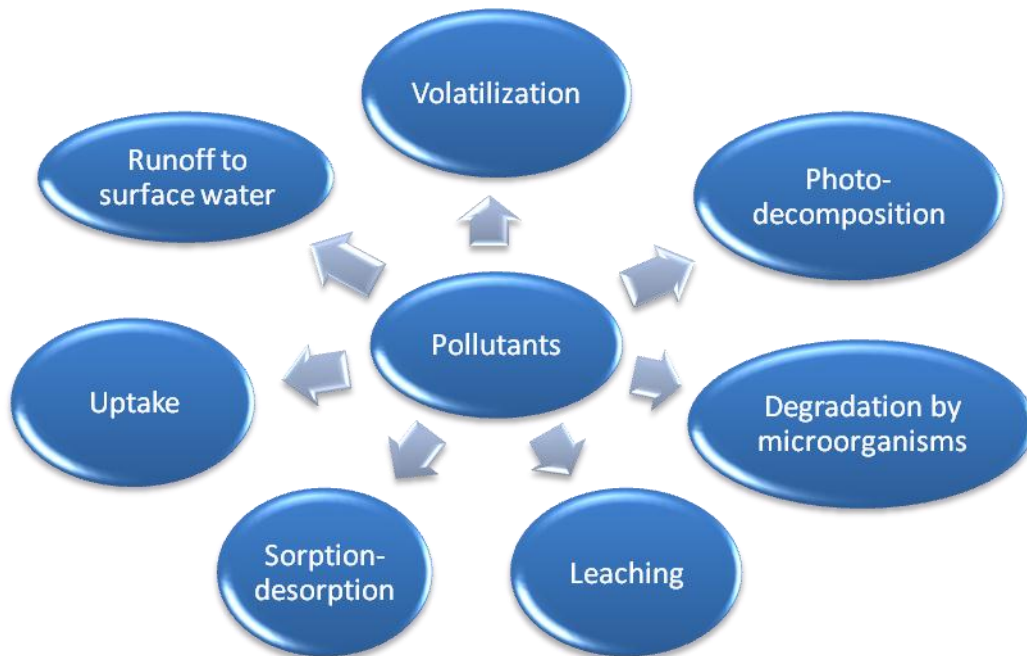 Volatilization
Runoff to
surface water
Photo-
decomposition
Pollutants
Uptake
Degradation by
microorganisms
Sorption-
desorption
Leaching